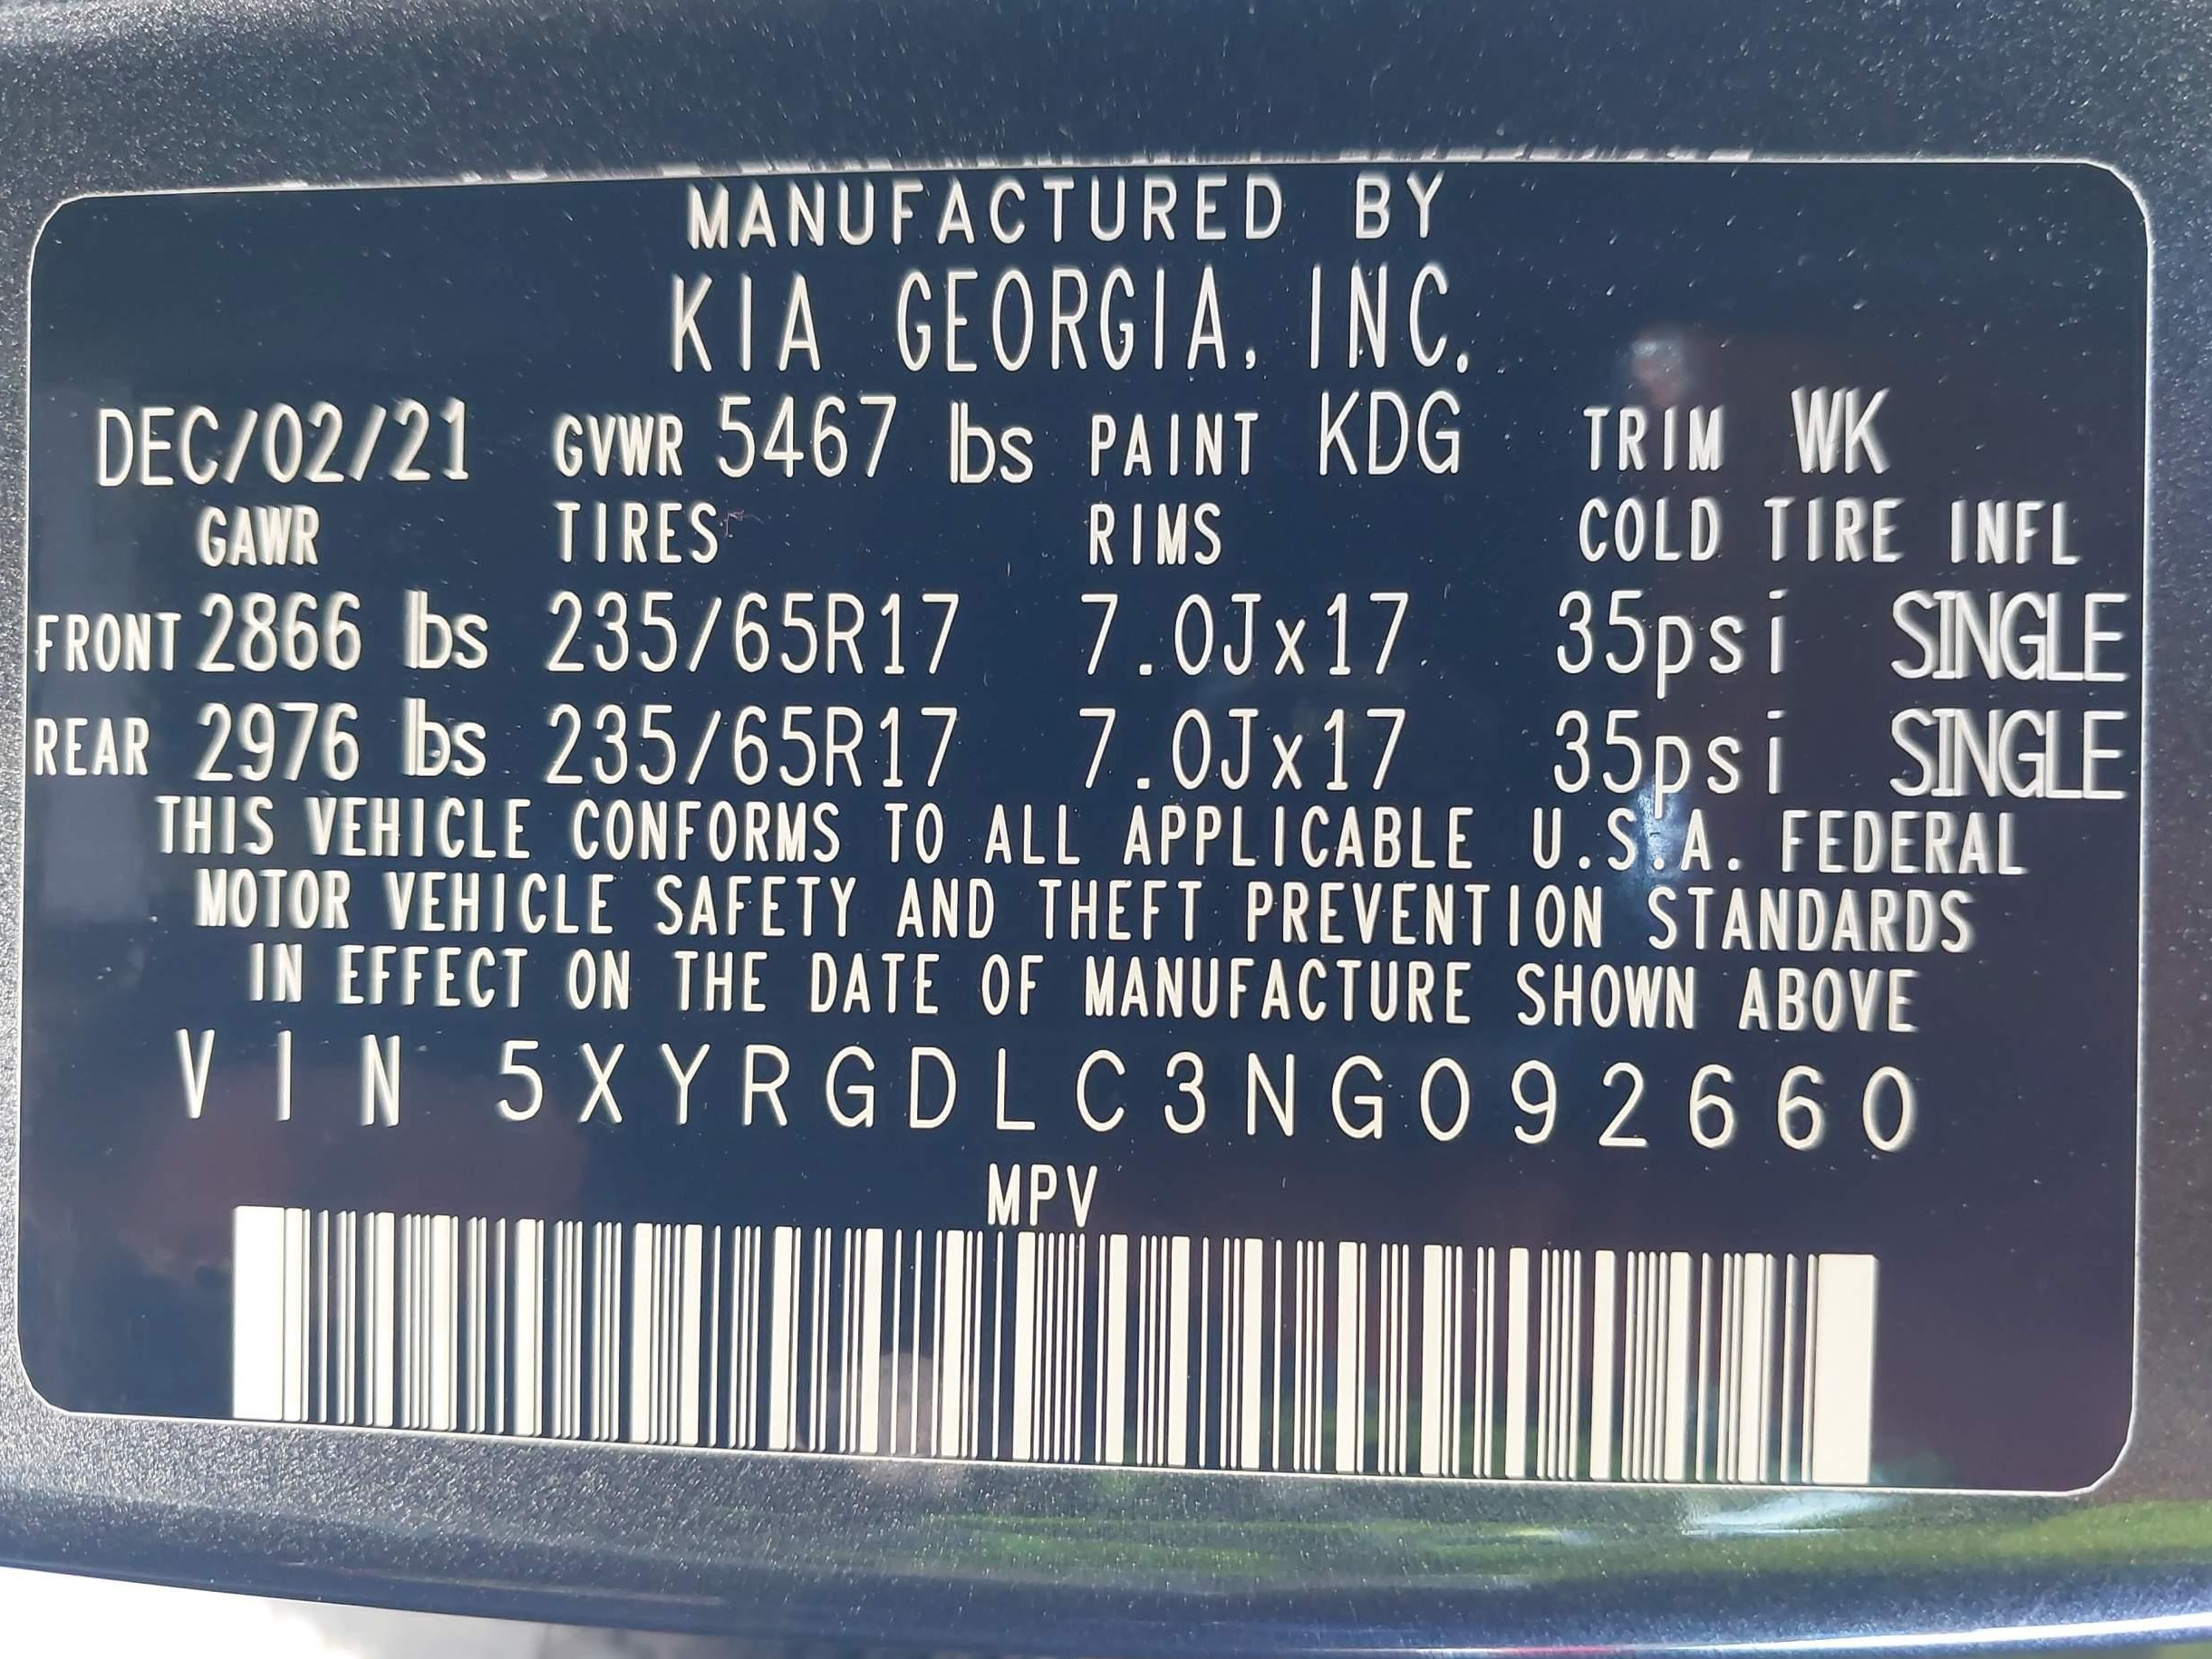 MANUFACTURED BY
KIA GEORGIA, INC.
DEC/02/21 GVWR 5467 lbs PAINT KDG TRIM WK
GAWR TIRES RIMS COLD TIRE INFL
FRONT 2866 lbs 235/65R17 7.0Jx17 35psi SINGLE
REAR 2976 lbs 235/65R17 7.0Jx17 35psi SINGLE
THIS VEHICLE CONFORMS TO ALL APPLICABLE U.S.A. FEDERAL
MOTOR VEHICLE SAFETY AND THEFT PREVENTION STANDARDS
IN EFFECT ON THE DATE OF MANUFACTURE SHOWN ABOVE
VIN 5XYRGDLC3NG092660
MPV